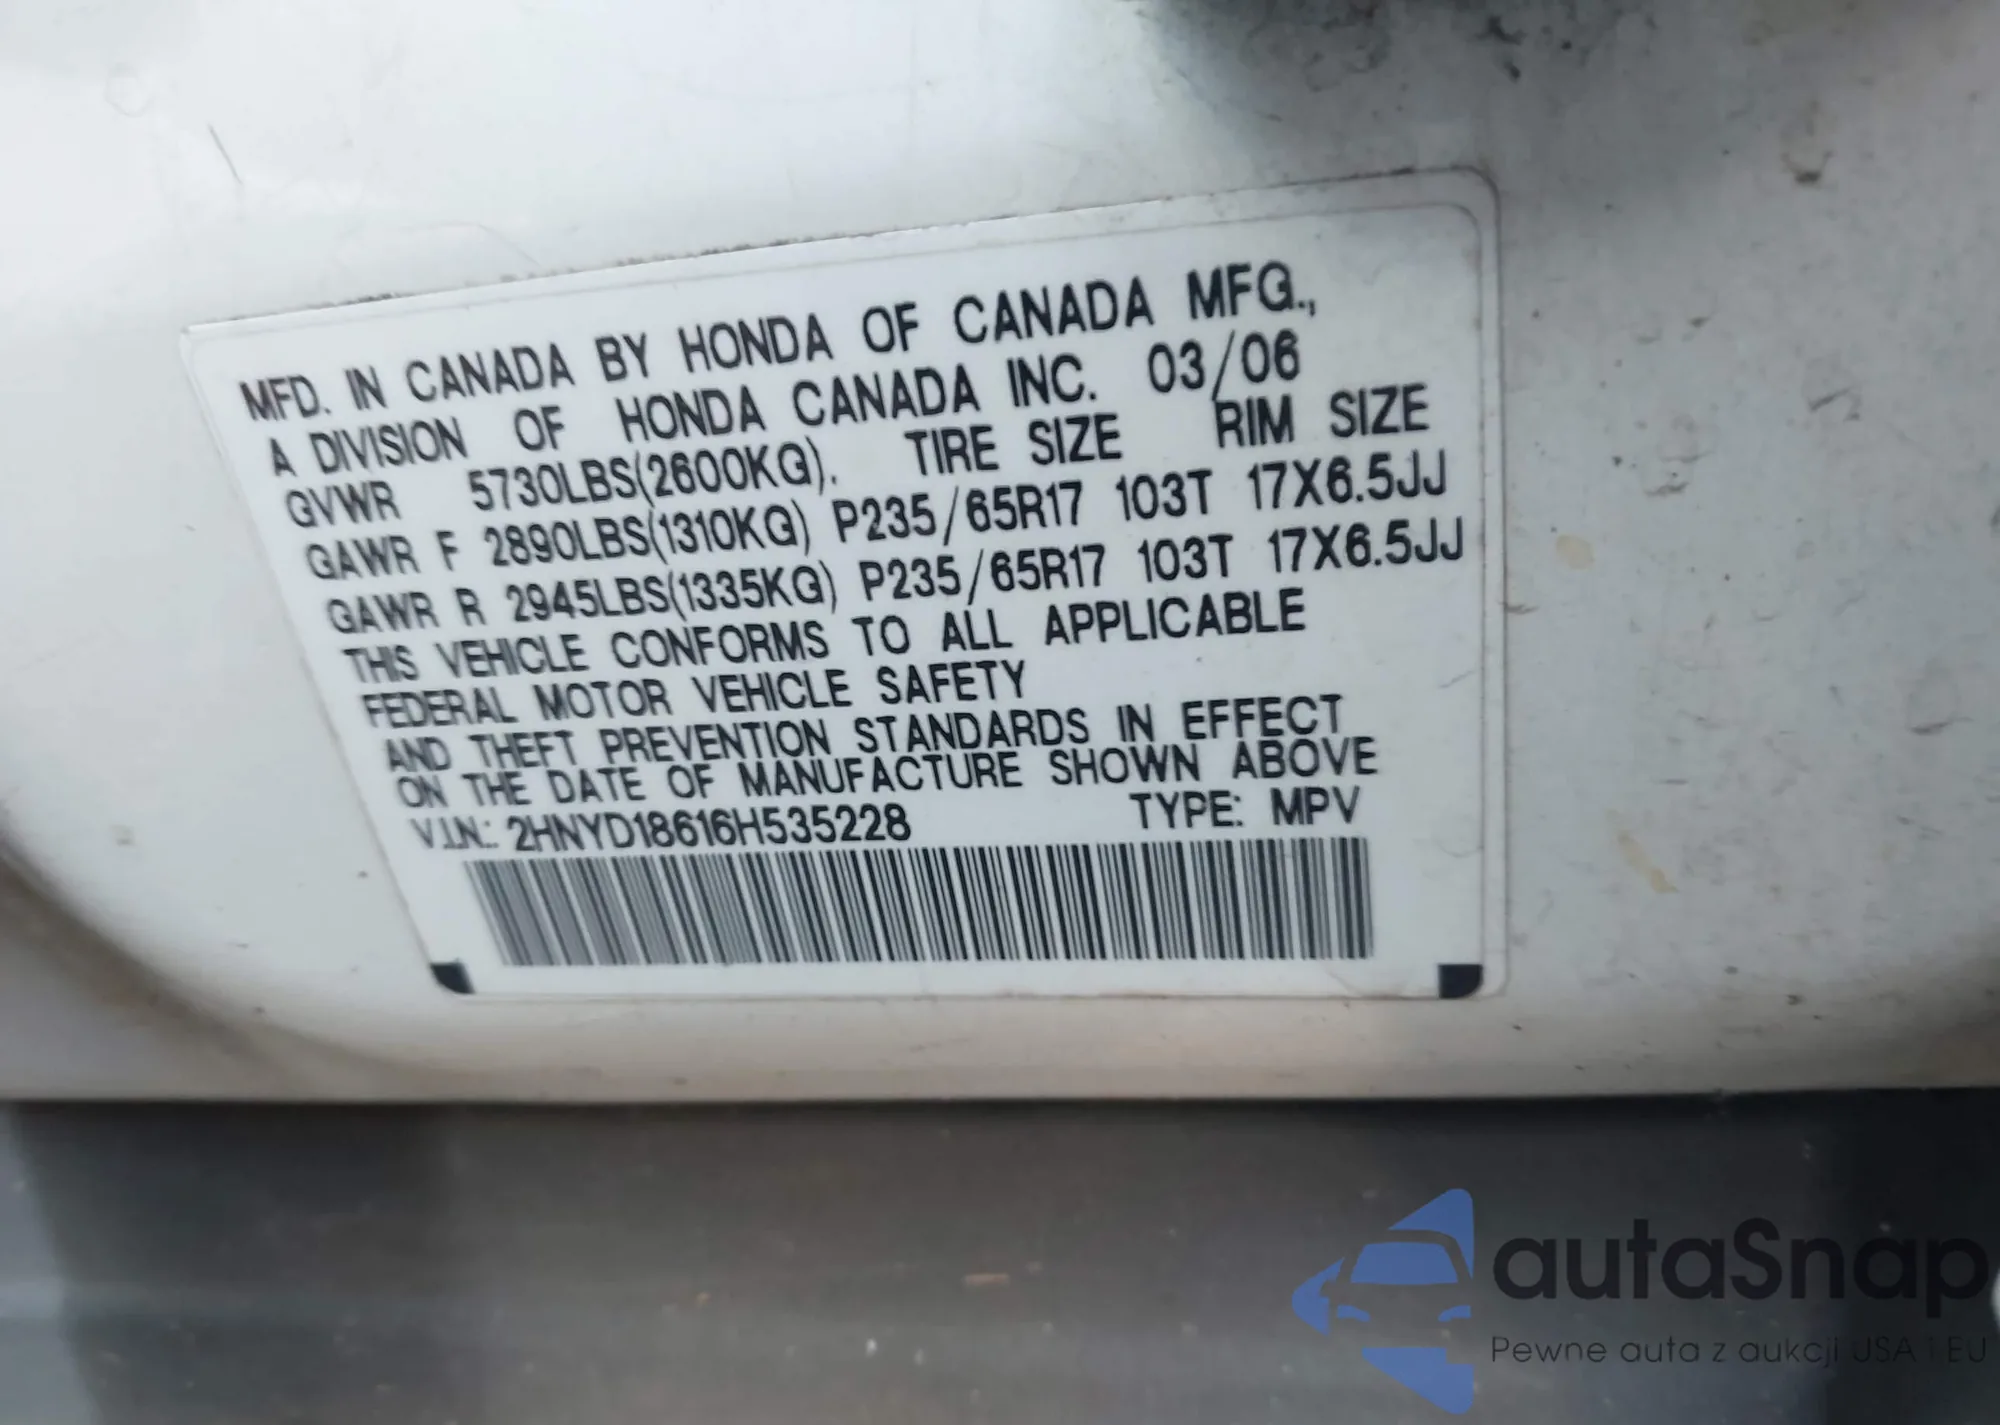 MFD. IN CANADA BY HONDA OF CANADA MFG.,
A DIVISION OF HONDA CANADA INC. 03/06
GVWR 5730LBS(2600KG). TIRE SIZE RIM SIZE
GAWR F 2890LBS(1310KG) P235/65R17 103T 17X6.5JJ
GAWR R 2945LBS(1335KG) P235/65R17 103T 17X6.5JJ
THIS VEHICLE CONFORMS TO ALL APPLICABLE
FEDERAL MOTOR VEHICLE SAFETY
AND THEFT PREVENTION STANDARDS IN EFFECT
ON THE DATE OF MANUFACTURE SHOWN ABOVE
V.I.N.: 2HNYD18616H535228 TYPE: MPV
autaSnap
Pewne auta z aukcji USA i EU